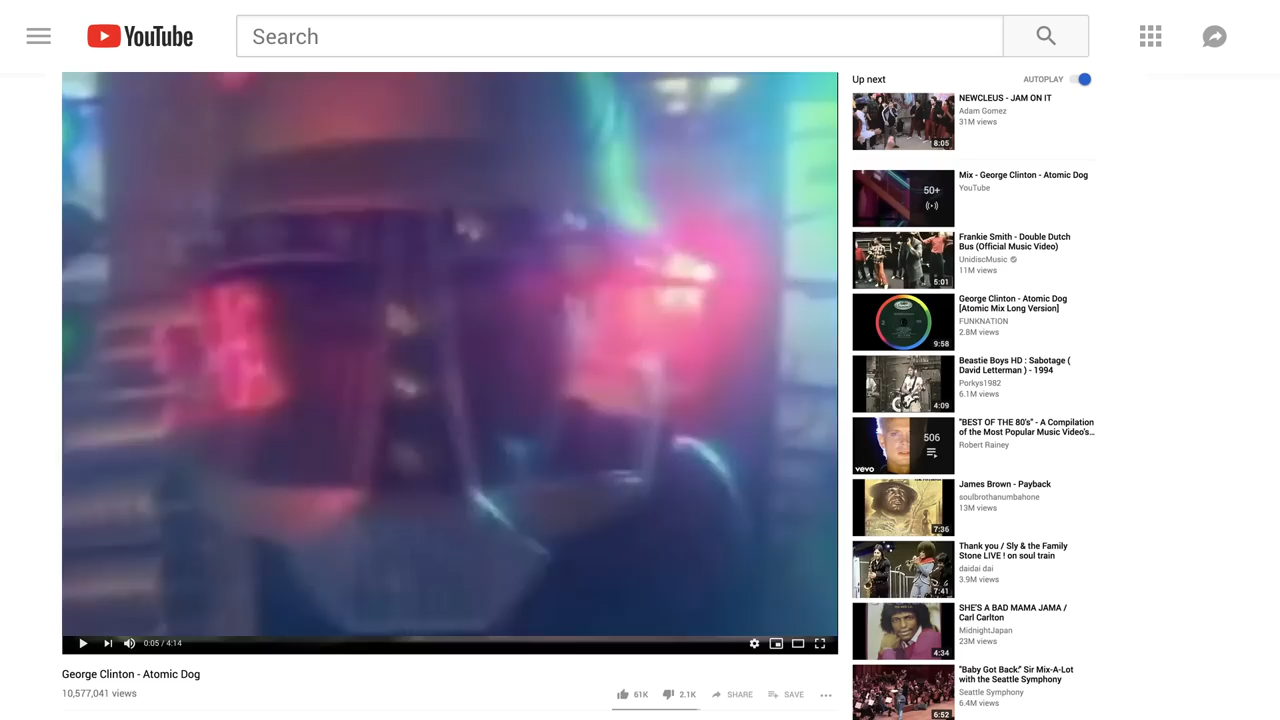 YouTube
Search
Up next
AUTOPLAY
NEWCLEUS - JAM ON IT
Adam Gomez
31M views
8:05
Mix - George Clinton - Atomic Dog
YouTube
50+
Frankie Smith - Double Dutch
Bus (Official Music Video)
UnidiscMusic
11M views
5:01
George Clinton - Atomic Dog
[Atomic Mix Long Version]
FUNKNATION
2.8M views
9:58
Beastie Boys HD : Sabotage (
David Letterman ) - 1994
Porkys1982
6.1M views
4:09
"BEST OF THE 80's" - A Compilation
of the Most Popular Music Video's...
Robert Rainey
506
vevo
James Brown - Payback
soulbrothanumbahone
13M views
7:36
Thank you / Sly & the Family
Stone LIVE ! on soul train
daidai dai
3.9M views
7:41
SHE'S A BAD MAMA JAMA /
Carl Carlton
MidnightJapan
23M views
4:34
"Baby Got Back:" Sir Mix-A-Lot
with the Seattle Symphony
Seattle Symphony
6.4M views
6:52
0:05 / 4:14
George Clinton - Atomic Dog
10,577,041 views
61K
2.1K
SHARE
SAVE